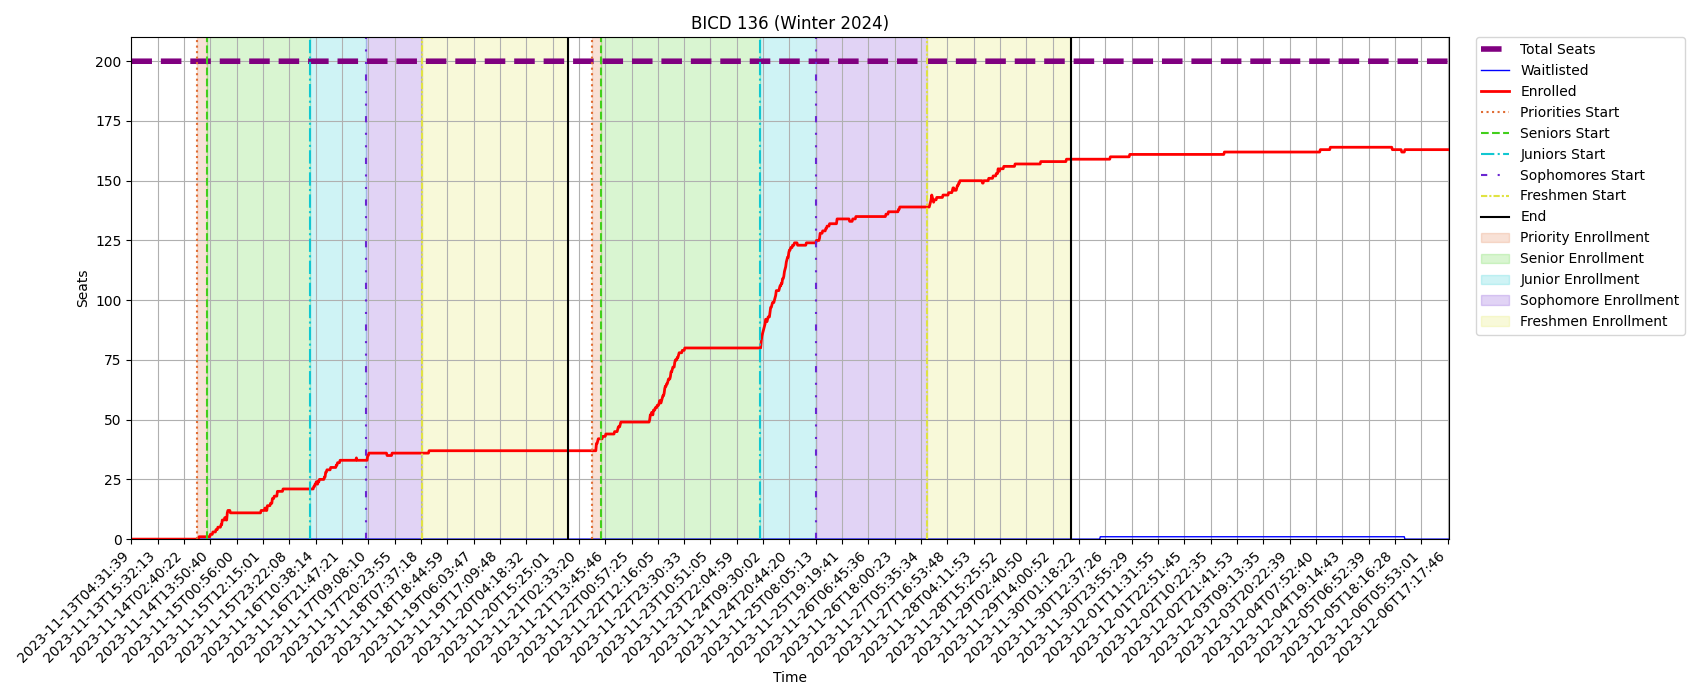 BICD 136 (Winter 2024)
Seats
200
175
150
125
100
75
50
25
0
2023-11-13T04:31:39
2023-11-13T15:32:13
2023-11-14T02:40:22
2023-11-14T13:50:40
2023-11-15T00:56:00
2023-11-15T12:15:01
2023-11-15T23:22:08
2023-11-16T10:38:14
2023-11-16T21:47:21
2023-11-17T09:08:10
2023-11-17T20:23:55
2023-11-18T07:37:18
2023-11-18T18:44:59
2023-11-19T06:03:47
2023-11-19T17:09:48
2023-11-20T04:18:32
2023-11-20T15:25:01
2023-11-21T02:33:20
2023-11-21T13:45:46
2023-11-22T00:57:25
2023-11-22T12:16:05
2023-11-22T23:30:33
2023-11-23T10:51:05
2023-11-23T22:04:59
2023-11-24T09:30:02
2023-11-24T20:44:20
2023-11-25T08:05:13
2023-11-25T19:19:41
2023-11-26T06:45:36
2023-11-26T18:00:23
2023-11-27T05:35:34
2023-11-27T16:53:48
2023-11-28T04:11:53
2023-11-28T15:25:52
2023-11-29T02:40:50
2023-11-29T14:00:52
2023-11-30T01:18:22
2023-11-30T12:37:26
2023-11-30T23:55:29
2023-12-01T11:31:55
2023-12-01T22:51:45
2023-12-02T10:22:35
2023-12-02T21:41:53
2023-12-03T09:13:35
2023-12-03T20:22:39
2023-12-04T07:52:40
2023-12-04T19:14:43
2023-12-05T06:52:39
2023-12-05T18:16:28
2023-12-06T05:53:01
2023-12-06T17:17:46
Time
Total Seats
Waitlisted
Enrolled
Priorities Start
Seniors Start
Juniors Start
Sophomores Start
Freshmen Start
End
Priority Enrollment
Senior Enrollment
Junior Enrollment
Sophomore Enrollment
Freshmen Enrollment